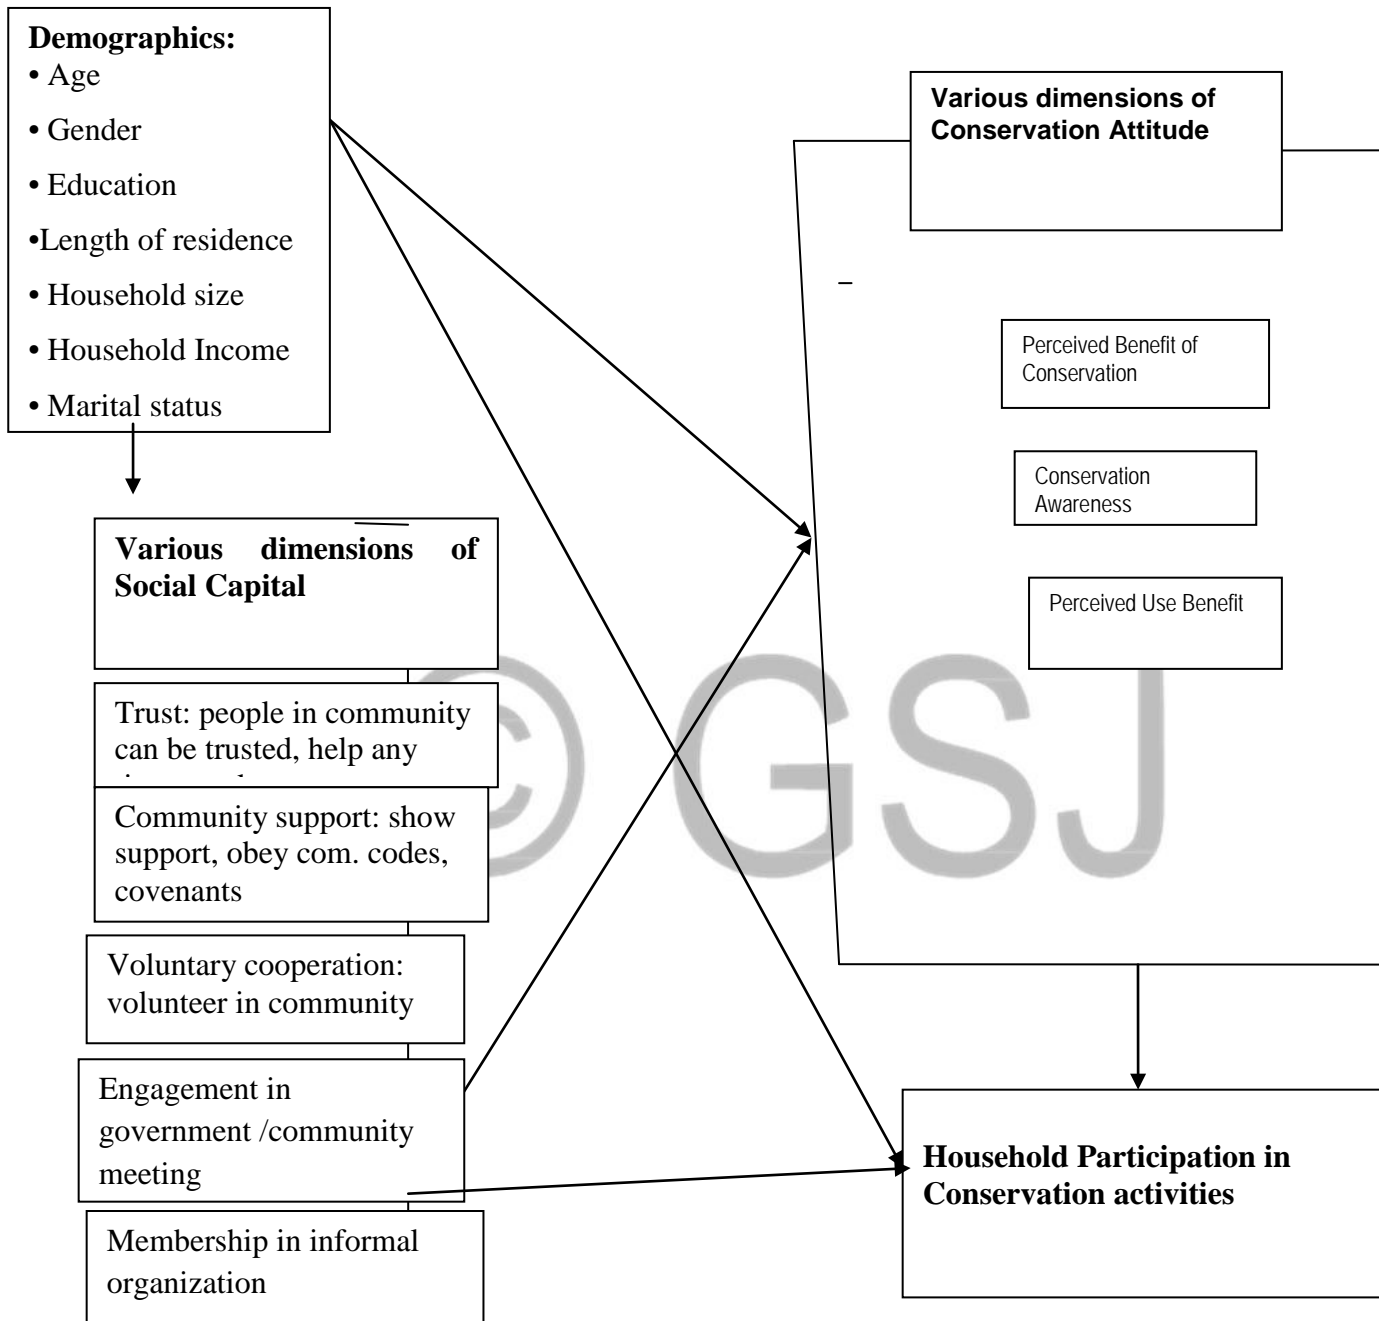 Demographics:
• Age
• Gender
• Education
•Length of residence
• Household size
• Household Income
• Marital status
Various dimensions of
Social Capital
Trust: people in community
can be trusted, help any
Community support: show
support, obey com. codes,
covenants
Voluntary cooperation:
volunteer in community
Engagement in
government /community
meeting
Membership in informal
organization
Various dimensions of
Conservation Attitude
Perceived Benefit of
Conservation
Conservation
Awareness
Perceived Use Benefit
Household Participation in
Conservation activities
© GSJ